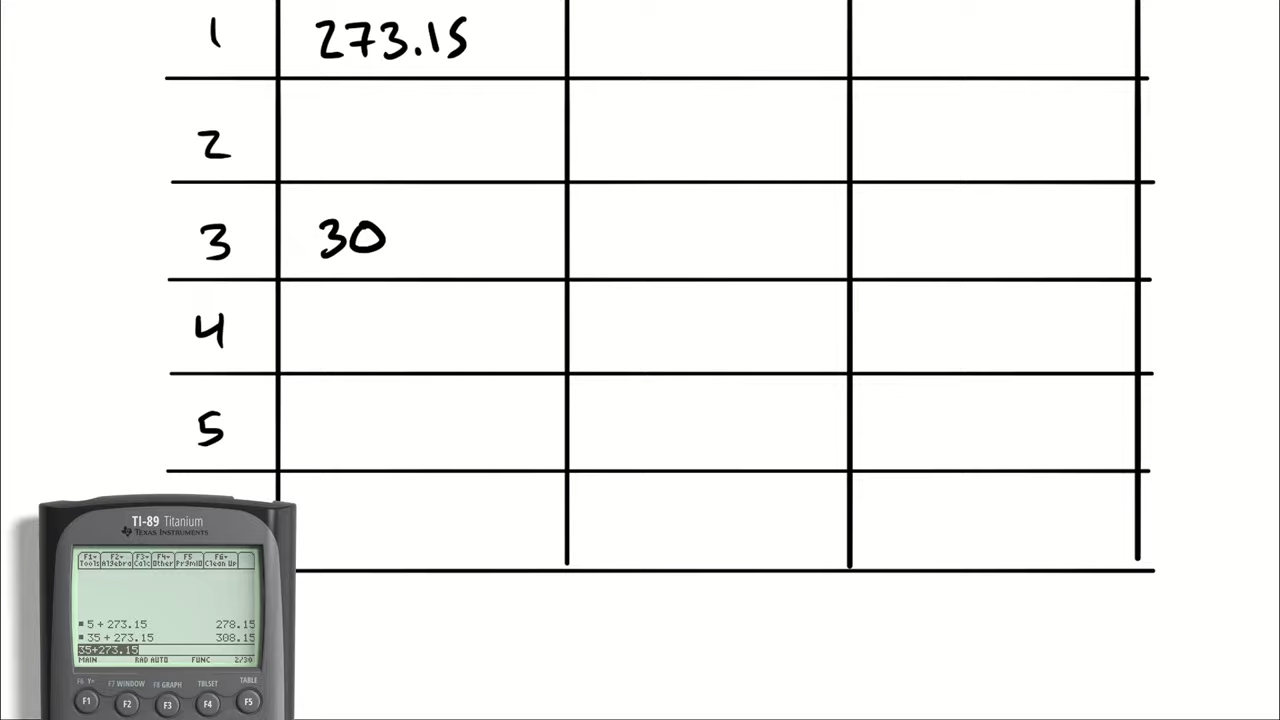 1 273.15
2
3 30
4
5
TI-89 Titanium
TEXAS INSTRUMENTS
F1 F2 F3 F4 F5 F6
Tools Algebra Calc Other PrgmIO Clean Up
5 + 273.15 278.15
35 + 273.15 308.15
35+273.15
MAIN RAD AUTO FUNC 2/30
F6 Y= F7 WINDOW F8 GRAPH TBLSET TABLE
F1 F2 F3 F4 F5